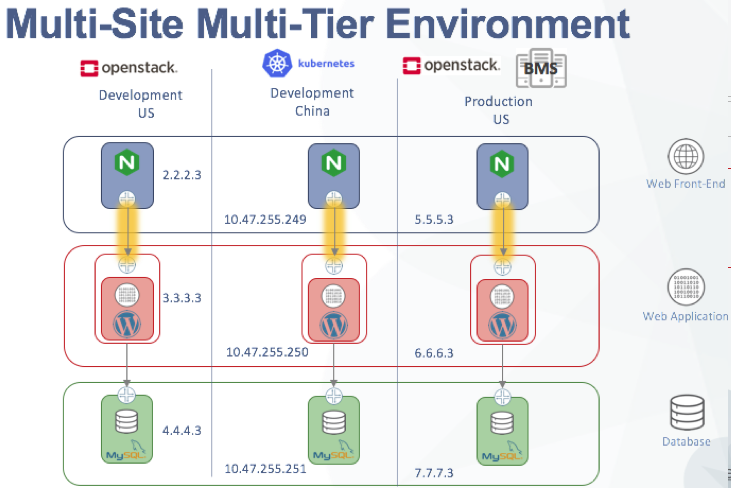 Multi-Site Multi-Tier Environment
openstack.
kubernetes
openstack.
BMS
Development
US
Development
China
Production
US
N
N
N
2.2.2.3
10.47.255.249
5.5.5.3
Web Front-End
3.3.3.3
10.47.255.250
6.6.6.3
Web Application
4.4.4.3
MySQL
MySQL
MySQL
10.47.255.251
7.7.7.3
Database